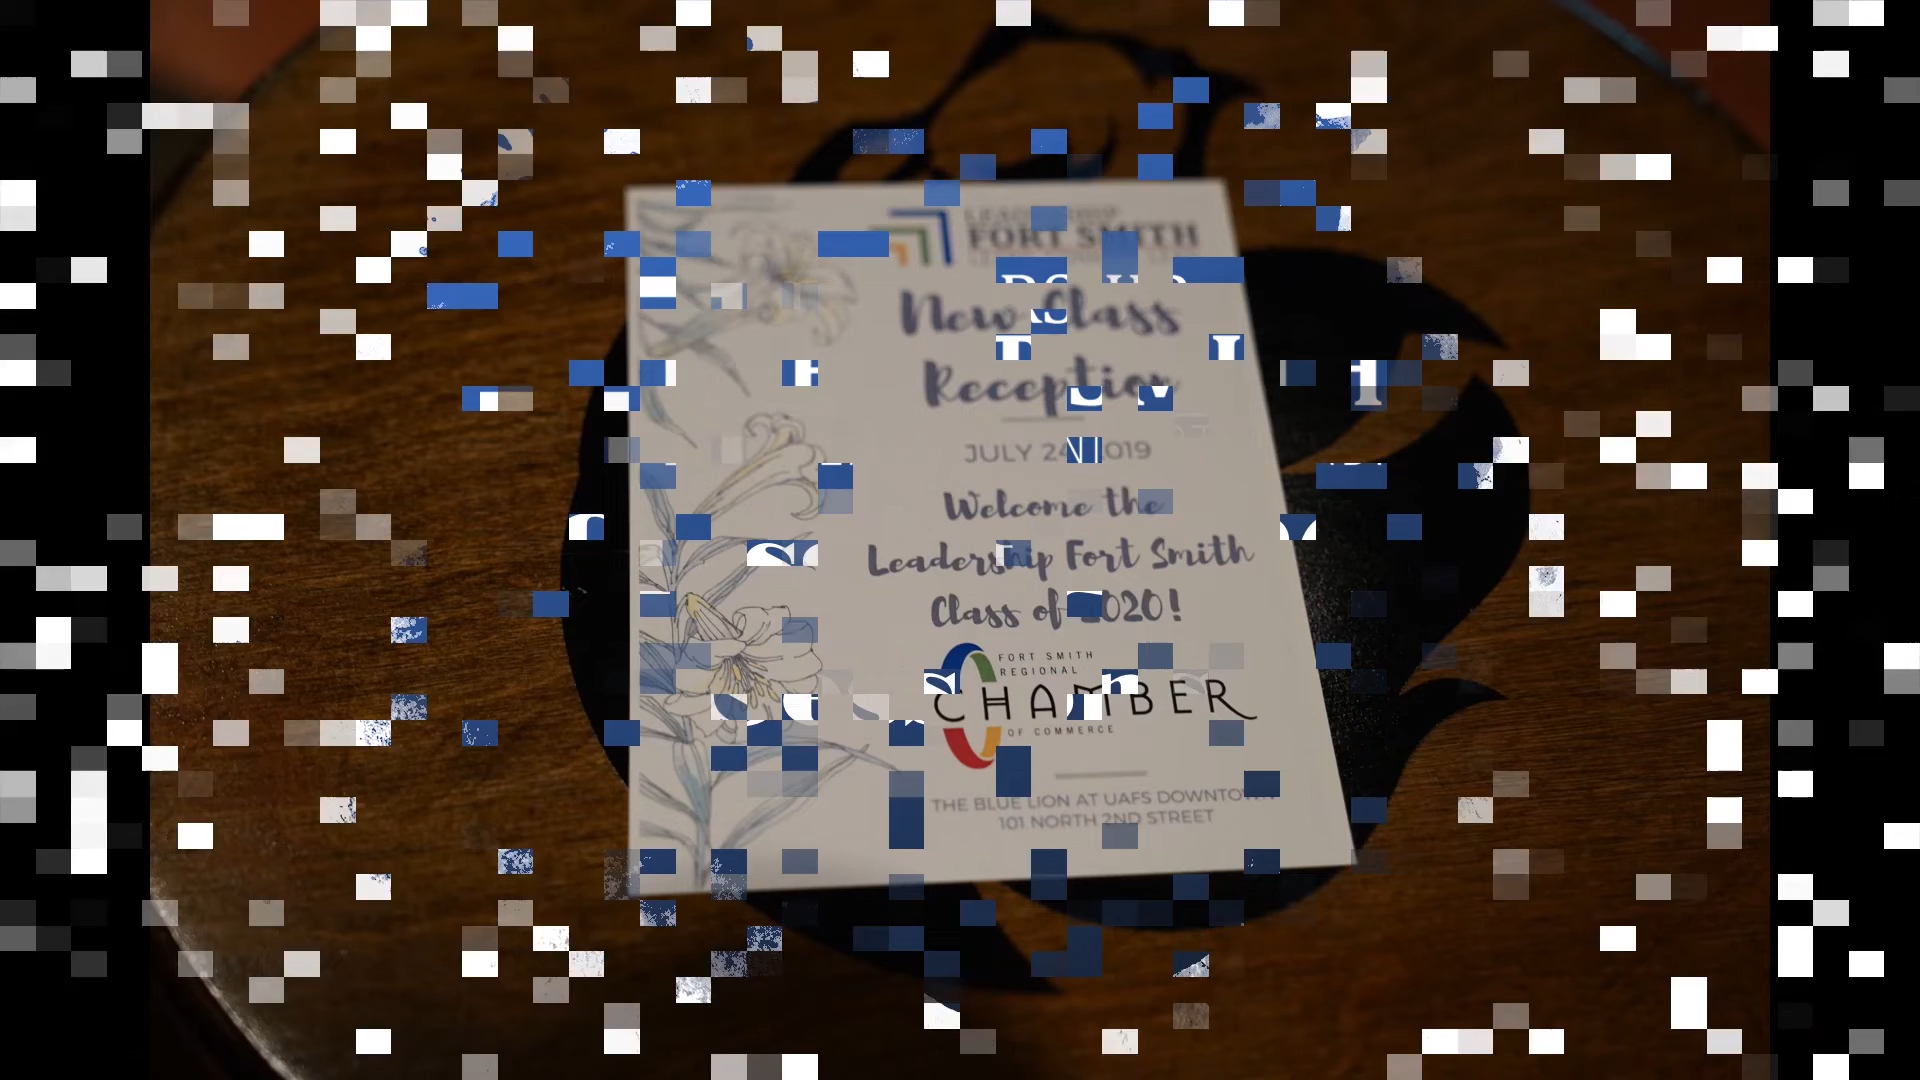 LEADERSHIP
FORT SMITH
New Class
Reception
JULY 24 2019
Welcome the
Leadership Fort Smith
Class of 2020!
FORT SMITH
REGIONAL
CHAMBER
OF COMMERCE
THE BLUE LION AT UAFS DOWNTOWN
101 NORTH 2ND STREET